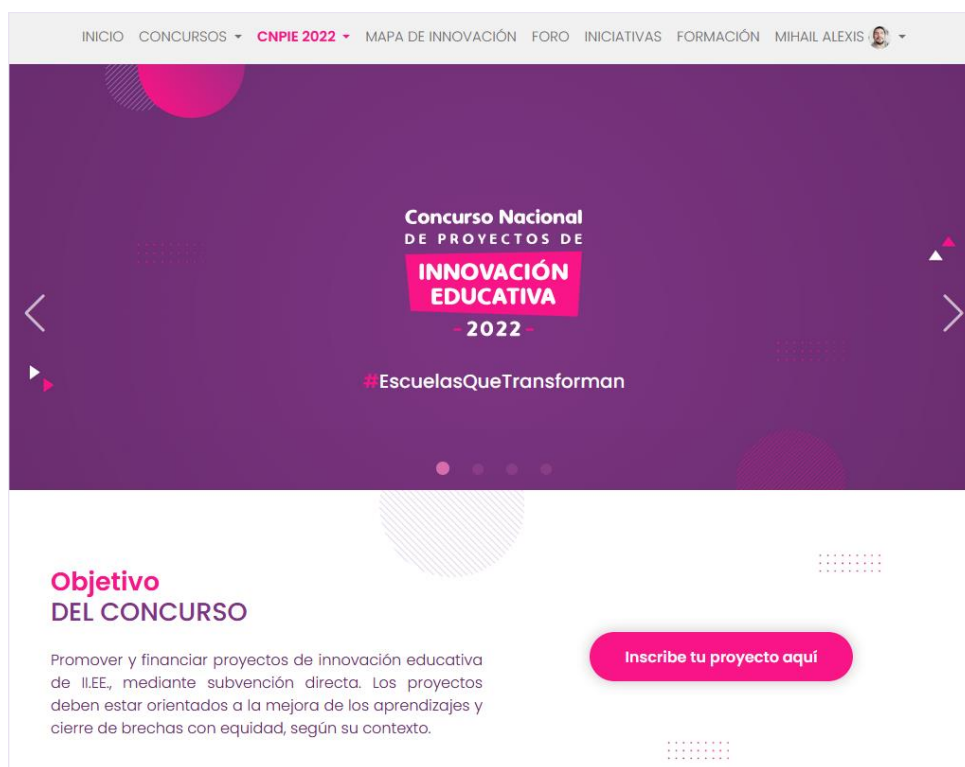 INICIO CONCURSOS CNPIE 2022 MAPA DE INNOVACIÓN FORO INICIATIVAS FORMACIÓN MIHAIL ALEXIS
Concurso Nacional
DE PROYECTOS DE
INNOVACIÓN
EDUCATIVA
-2022-
#EscuelasQueTransforman
Objetivo
DEL CONCURSO
Promover y financiar proyectos de innovación educativa
de II.EE., mediante subvención directa. Los proyectos
deben estar orientados a la mejora de los aprendizajes y
cierre de brechas con equidad, según su contexto.
Inscribe tu proyecto aquí